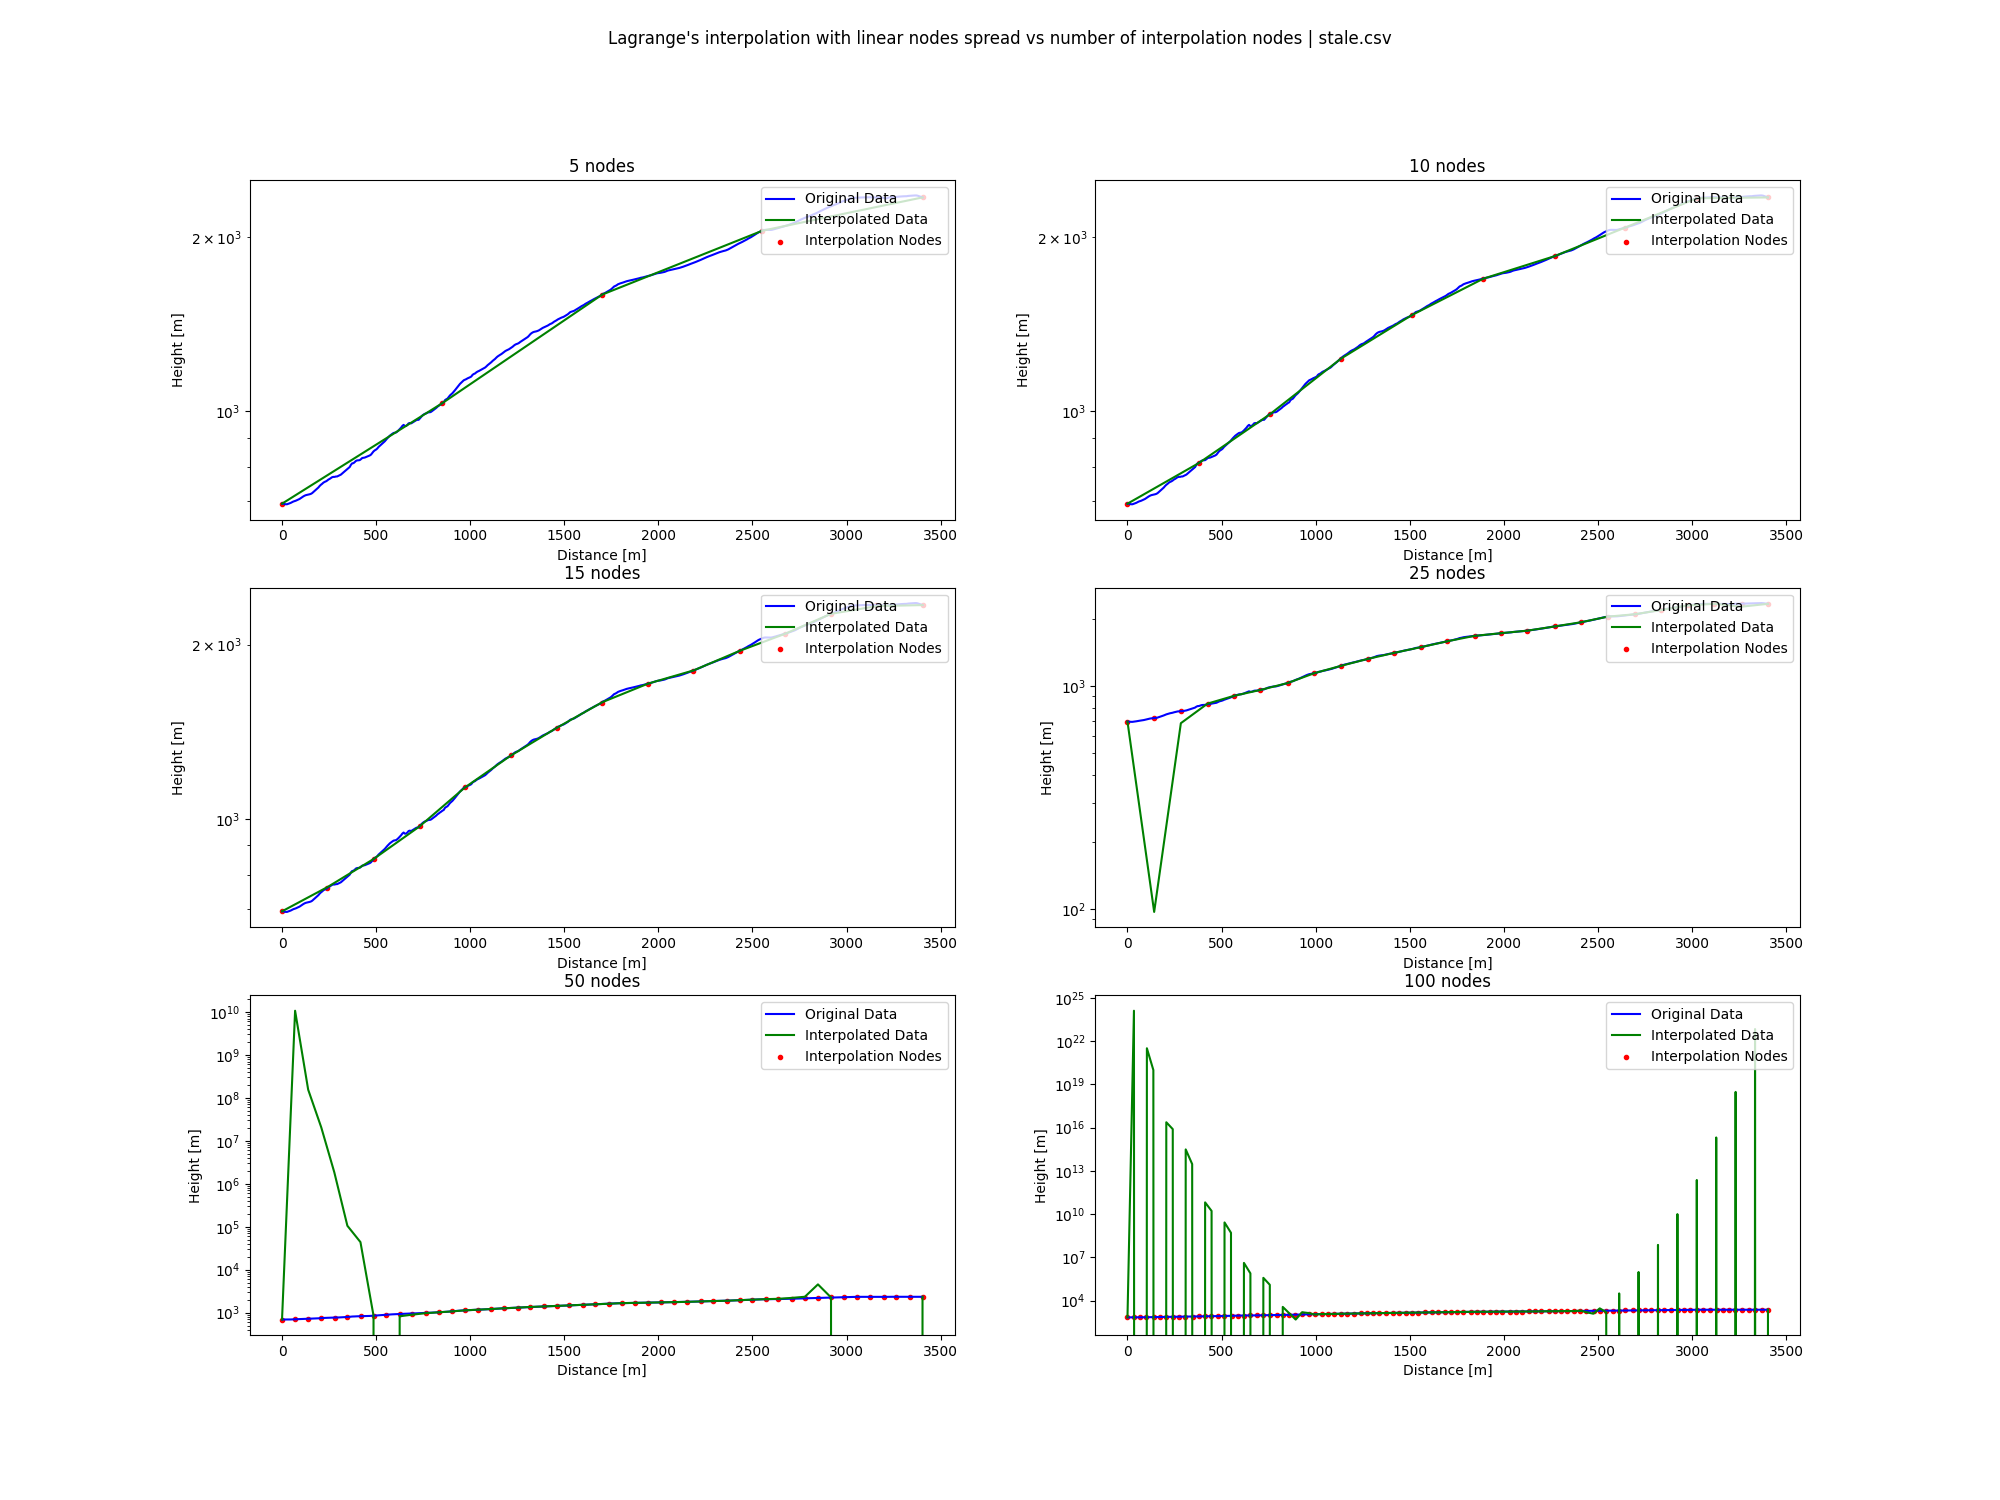 Lagrange's interpolation with linear nodes spread vs number of interpolation nodes | stale.csv
5 nodes
Original Data
Interpolated Data
Interpolation Nodes
2 × 10³
10³
Height [m]
0 500 1000 1500 2000 2500 3000 3500
Distance [m]
10 nodes
Original Data
Interpolated Data
Interpolation Nodes
2 × 10³
10³
Height [m]
0 500 1000 1500 2000 2500 3000 3500
Distance [m]
15 nodes
Original Data
Interpolated Data
Interpolation Nodes
2 × 10³
10³
Height [m]
0 500 1000 1500 2000 2500 3000 3500
Distance [m]
25 nodes
Original Data
Interpolated Data
Interpolation Nodes
10³
10²
Height [m]
0 500 1000 1500 2000 2500 3000 3500
Distance [m]
50 nodes
Original Data
Interpolated Data
Interpolation Nodes
10¹⁰
10⁹
10⁸
10⁷
10⁶
10⁵
10⁴
10³
Height [m]
0 500 1000 1500 2000 2500 3000 3500
Distance [m]
100 nodes
Original Data
Interpolated Data
Interpolation Nodes
10²⁵
10²²
10¹⁹
10¹⁶
10¹³
10¹⁰
10⁷
10⁴
Height [m]
0 500 1000 1500 2000 2500 3000 3500
Distance [m]